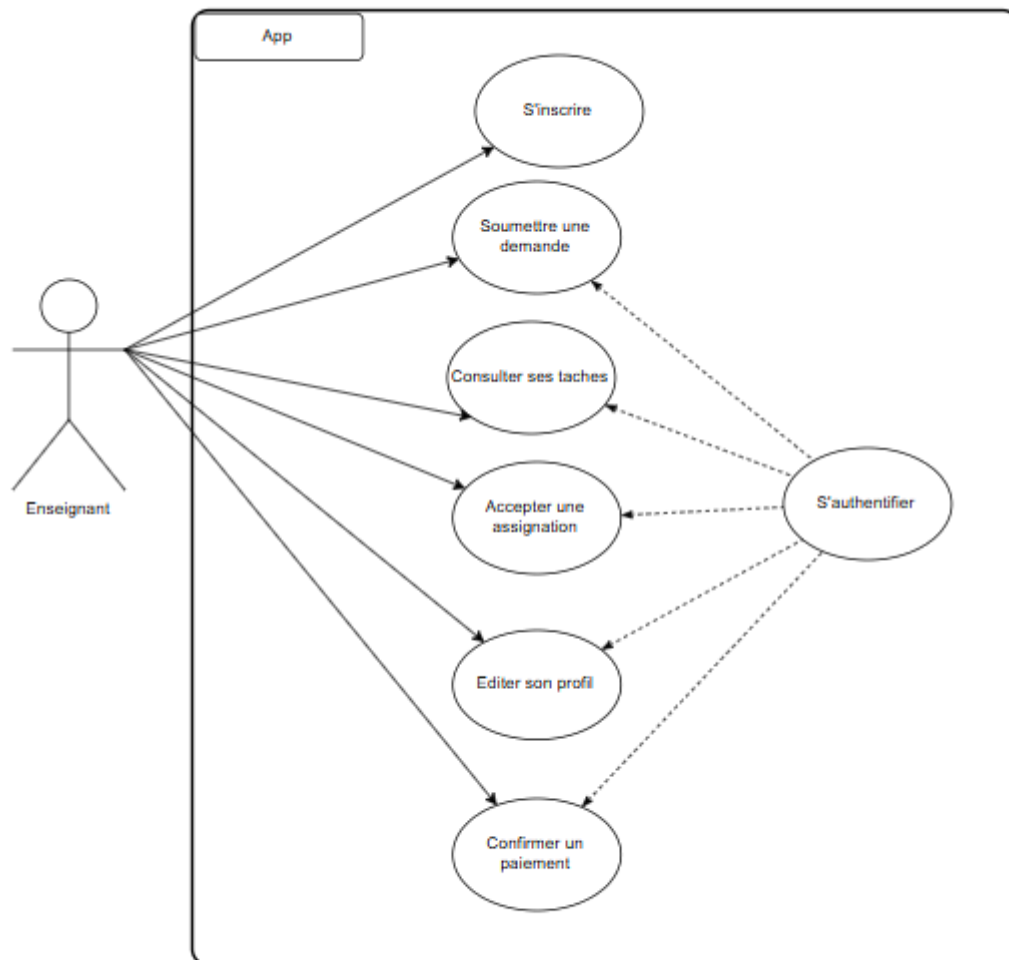 App
S'inscrire
Soumettre une
demande
Consulter ses taches
Accepter une
assignation
S'authentifier
Enseignant
Editer son profil
Confirmer un
paiement